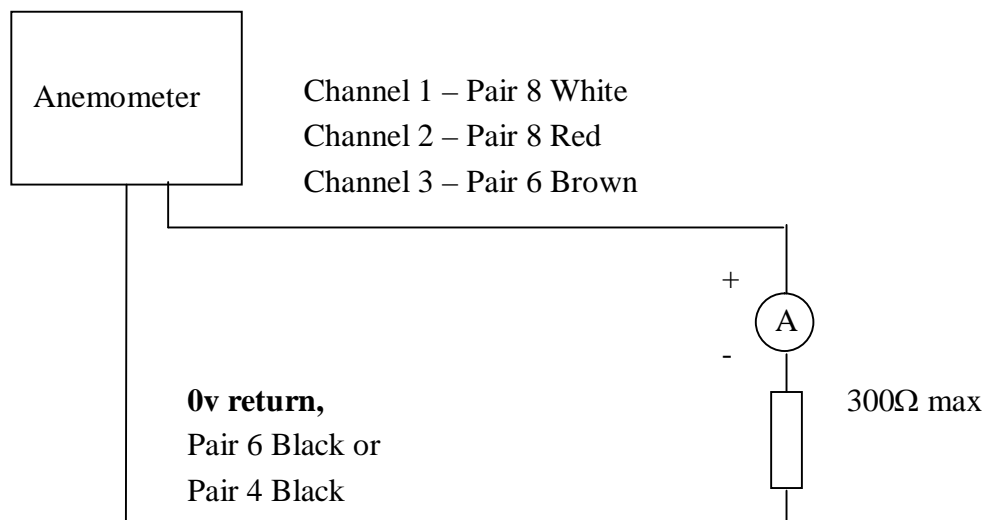 Anemometer
Channel 1 – Pair 8 White
Channel 2 – Pair 8 Red
Channel 3 – Pair 6 Brown
+
A
-
300Ω max
0v return,
Pair 6 Black or
Pair 4 Black